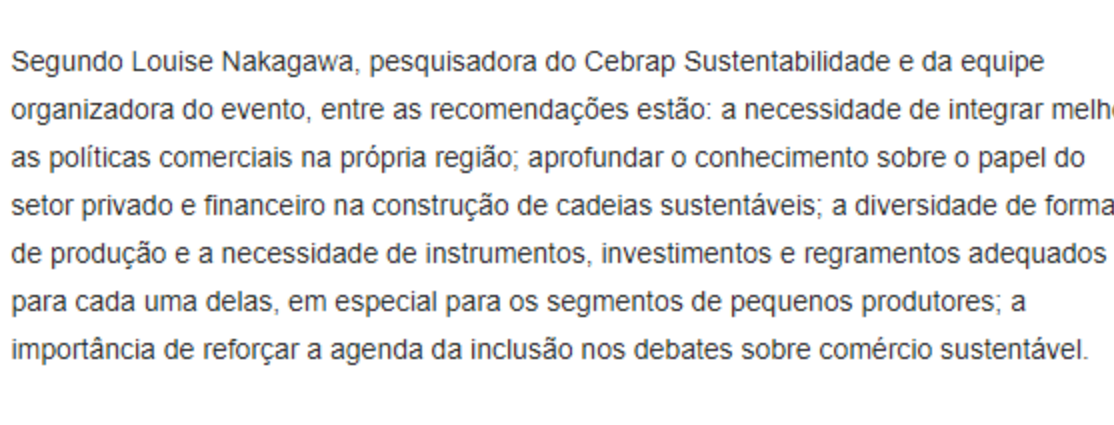 Segundo Louise Nakagawa, pesquisadora do Cebrap Sustentabilidade e da equipe
organizadora do evento, entre as recomendações estão: a necessidade de integrar
as políticas comerciais na própria região; aprofundar o conhecimento sobre o papel do
setor privado e financeiro na construção de cadeias sustentáveis; a diversidade de forma
de produção e a necessidade de instrumentos, investimentos e regramentos adequados
para cada uma delas, em especial para os segmentos de pequenos produtores; a
importância de reforçar a agenda da inclusão nos debates sobre comércio sustentável.